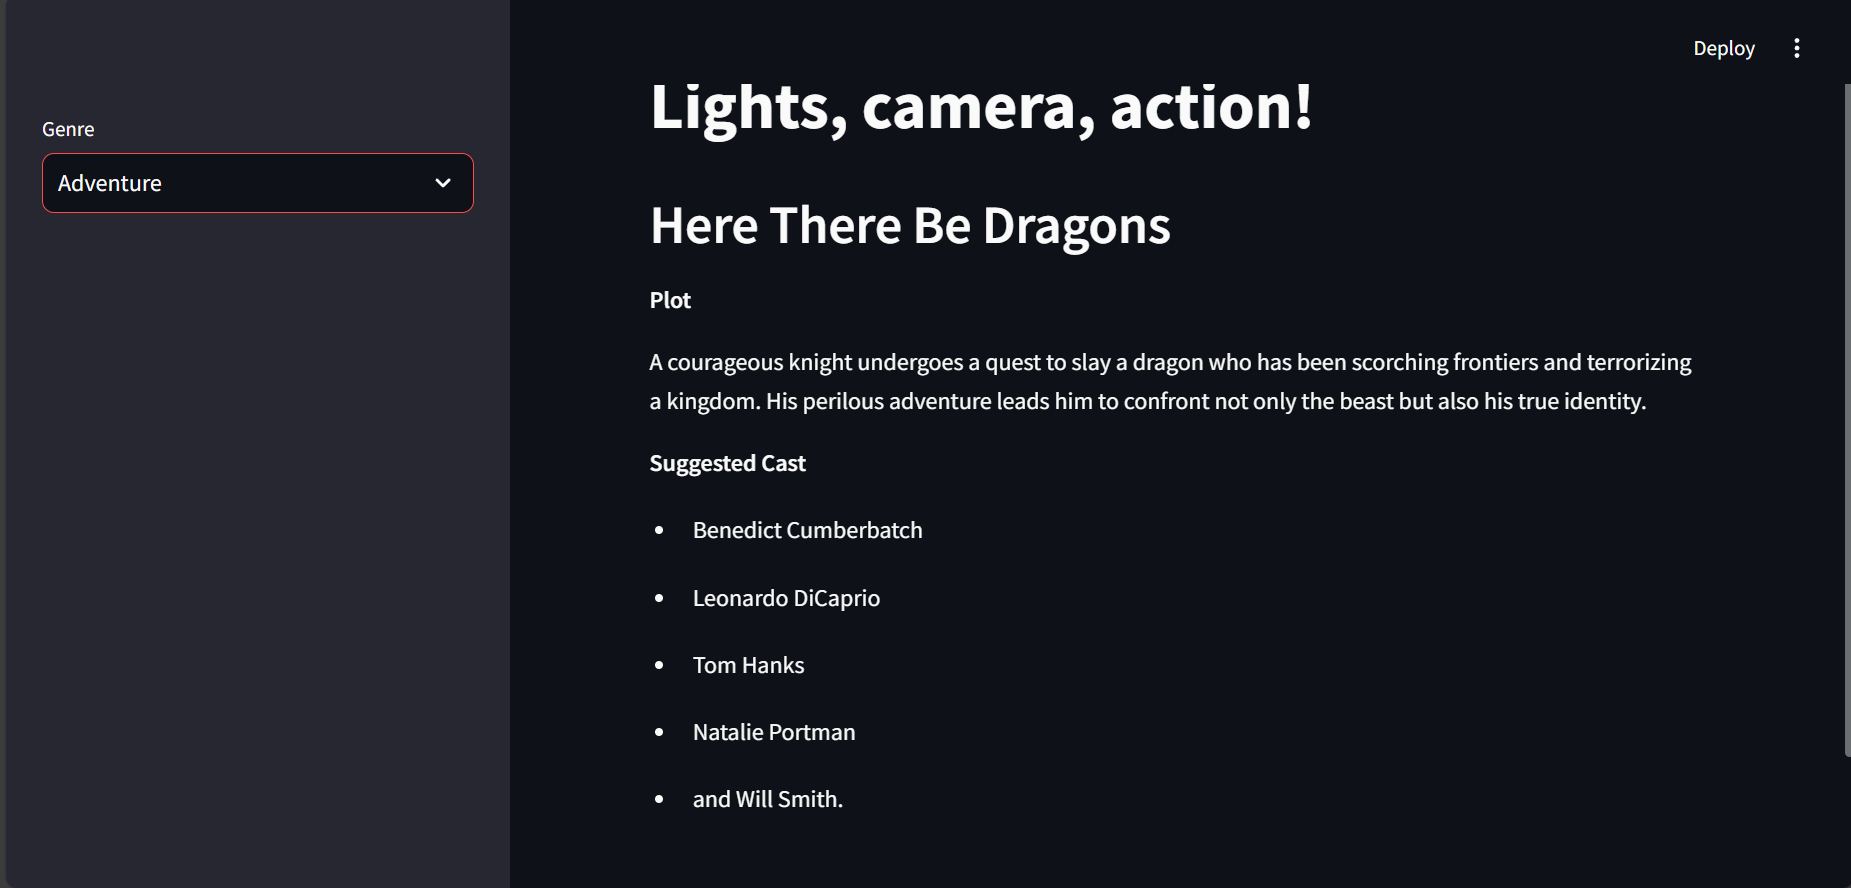 Deploy
Genre
Adventure
Lights, camera, action!
Here There Be Dragons
Plot
A courageous knight undergoes a quest to slay a dragon who has been scorching frontiers and terrorizing
a kingdom. His perilous adventure leads him to confront not only the beast but also his true identity.
Suggested Cast
• Benedict Cumberbatch
• Leonardo DiCaprio
• Tom Hanks
• Natalie Portman
• and Will Smith.